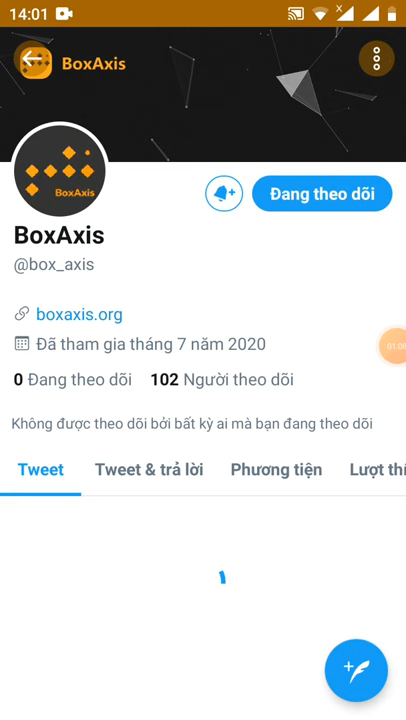 14:01
BoxAxis
BoxAxis
Đang theo dõi
BoxAxis
@box_axis
boxaxis.org
Đã tham gia tháng 7 năm 2020
0 Đang theo dõi 102 Người theo dõi
Không được theo dõi bởi bất kỳ ai mà bạn đang theo dõi
Tweet Tweet & trả lời Phương tiện Lượt thí